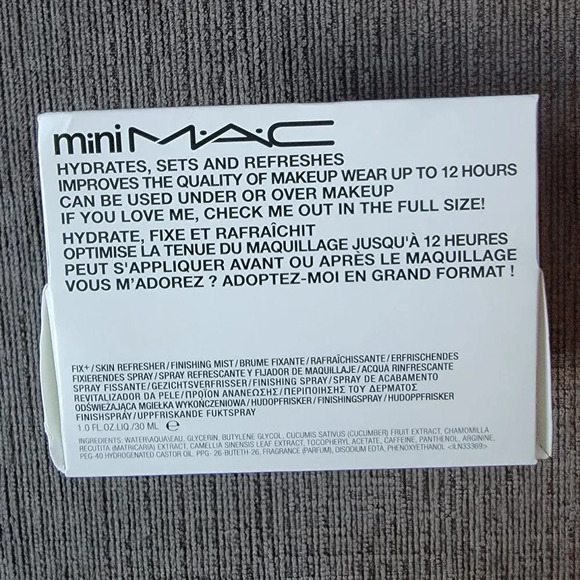 mini M·A·C
HYDRATES, SETS AND REFRESHES
IMPROVES THE QUALITY OF MAKEUP WEAR UP TO 12 HOURS
CAN BE USED UNDER OR OVER MAKEUP
IF YOU LOVE ME, CHECK ME OUT IN THE FULL SIZE!
HYDRATE, FIXE ET RAFRAÎCHIT
OPTIMISE LA TENUE DU MAQUILLAGE JUSQU'À 12 HEURES
PEUT S'APPLIQUER AVANT OU APRÈS LE MAQUILLAGE
VOUS M'ADOREZ ? ADOPTEZ-MOI EN GRAND FORMAT !
FIX+/SKIN REFRESHER/FINISHING MIST/BRUME FIXANTE/RAFRAÎCHISSANTE/ERFRISCHENDES
FIXIERENDES SPRAY/SPRAY REFRESCANTE Y FIJADOR DE MAQUILLAJE/ACQUA RINFRESCANTE
SPRAY FISSANTE/GEZICHTSVERFRISSER/FINISHING SPRAY/SPRAY DE ACABAMENTO
REVITALIZADOR DA PELE/ΠΡΟΪΟΝ ΑΝΑΝΕΩΣΗΣ/ΠΕΡΙΠΟΙΗΣΗΣ ΤΟΥ ΔΕΡΜΑΤΟΣ
ODŚWIEŻAJĄCA MGIEŁKA WYKOŃCZENIOWA/HUDOPFRISKER/FINISHINGSPRAY/HUDOPPFRISKER
FINISHSPRAY/UPPFRISKANDE FUKTSPRAY
1.0 FL.OZ.LIQ./30 ML ℮
INGREDIENTS: WATER\AQUA\EAU, GLYCERIN, BUTYLENE GLYCOL, CUCUMIS SATIVUS (CUCUMBER) FRUIT EXTRACT, CHAMOMILLA
RECUTITA (MATRICARIA) EXTRACT, CAMELLIA SINENSIS LEAF EXTRACT, TOCOPHERYL ACETATE, CAFFEINE, PANTHENOL, ARGININE,
PEG-40 HYDROGENATED CASTOR OIL, PPG-26-BUTETH-26, FRAGRANCE (PARFUM), DISODIUM EDTA, PHENOXYETHANOL <ILN33369>